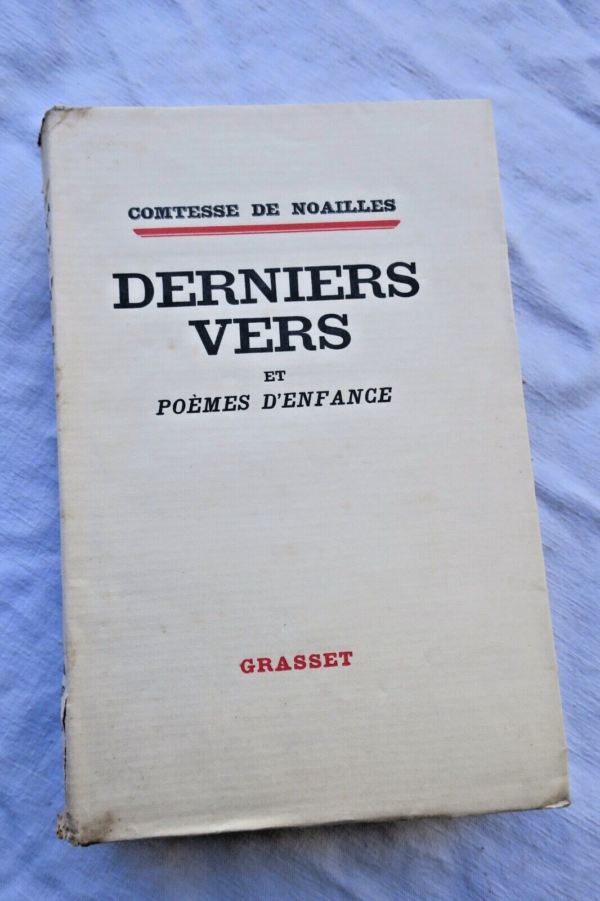 COMTESSE DE NOAILLES
DERNIERS
VERS
ET
POÈMES D'ENFANCE
GRASSET